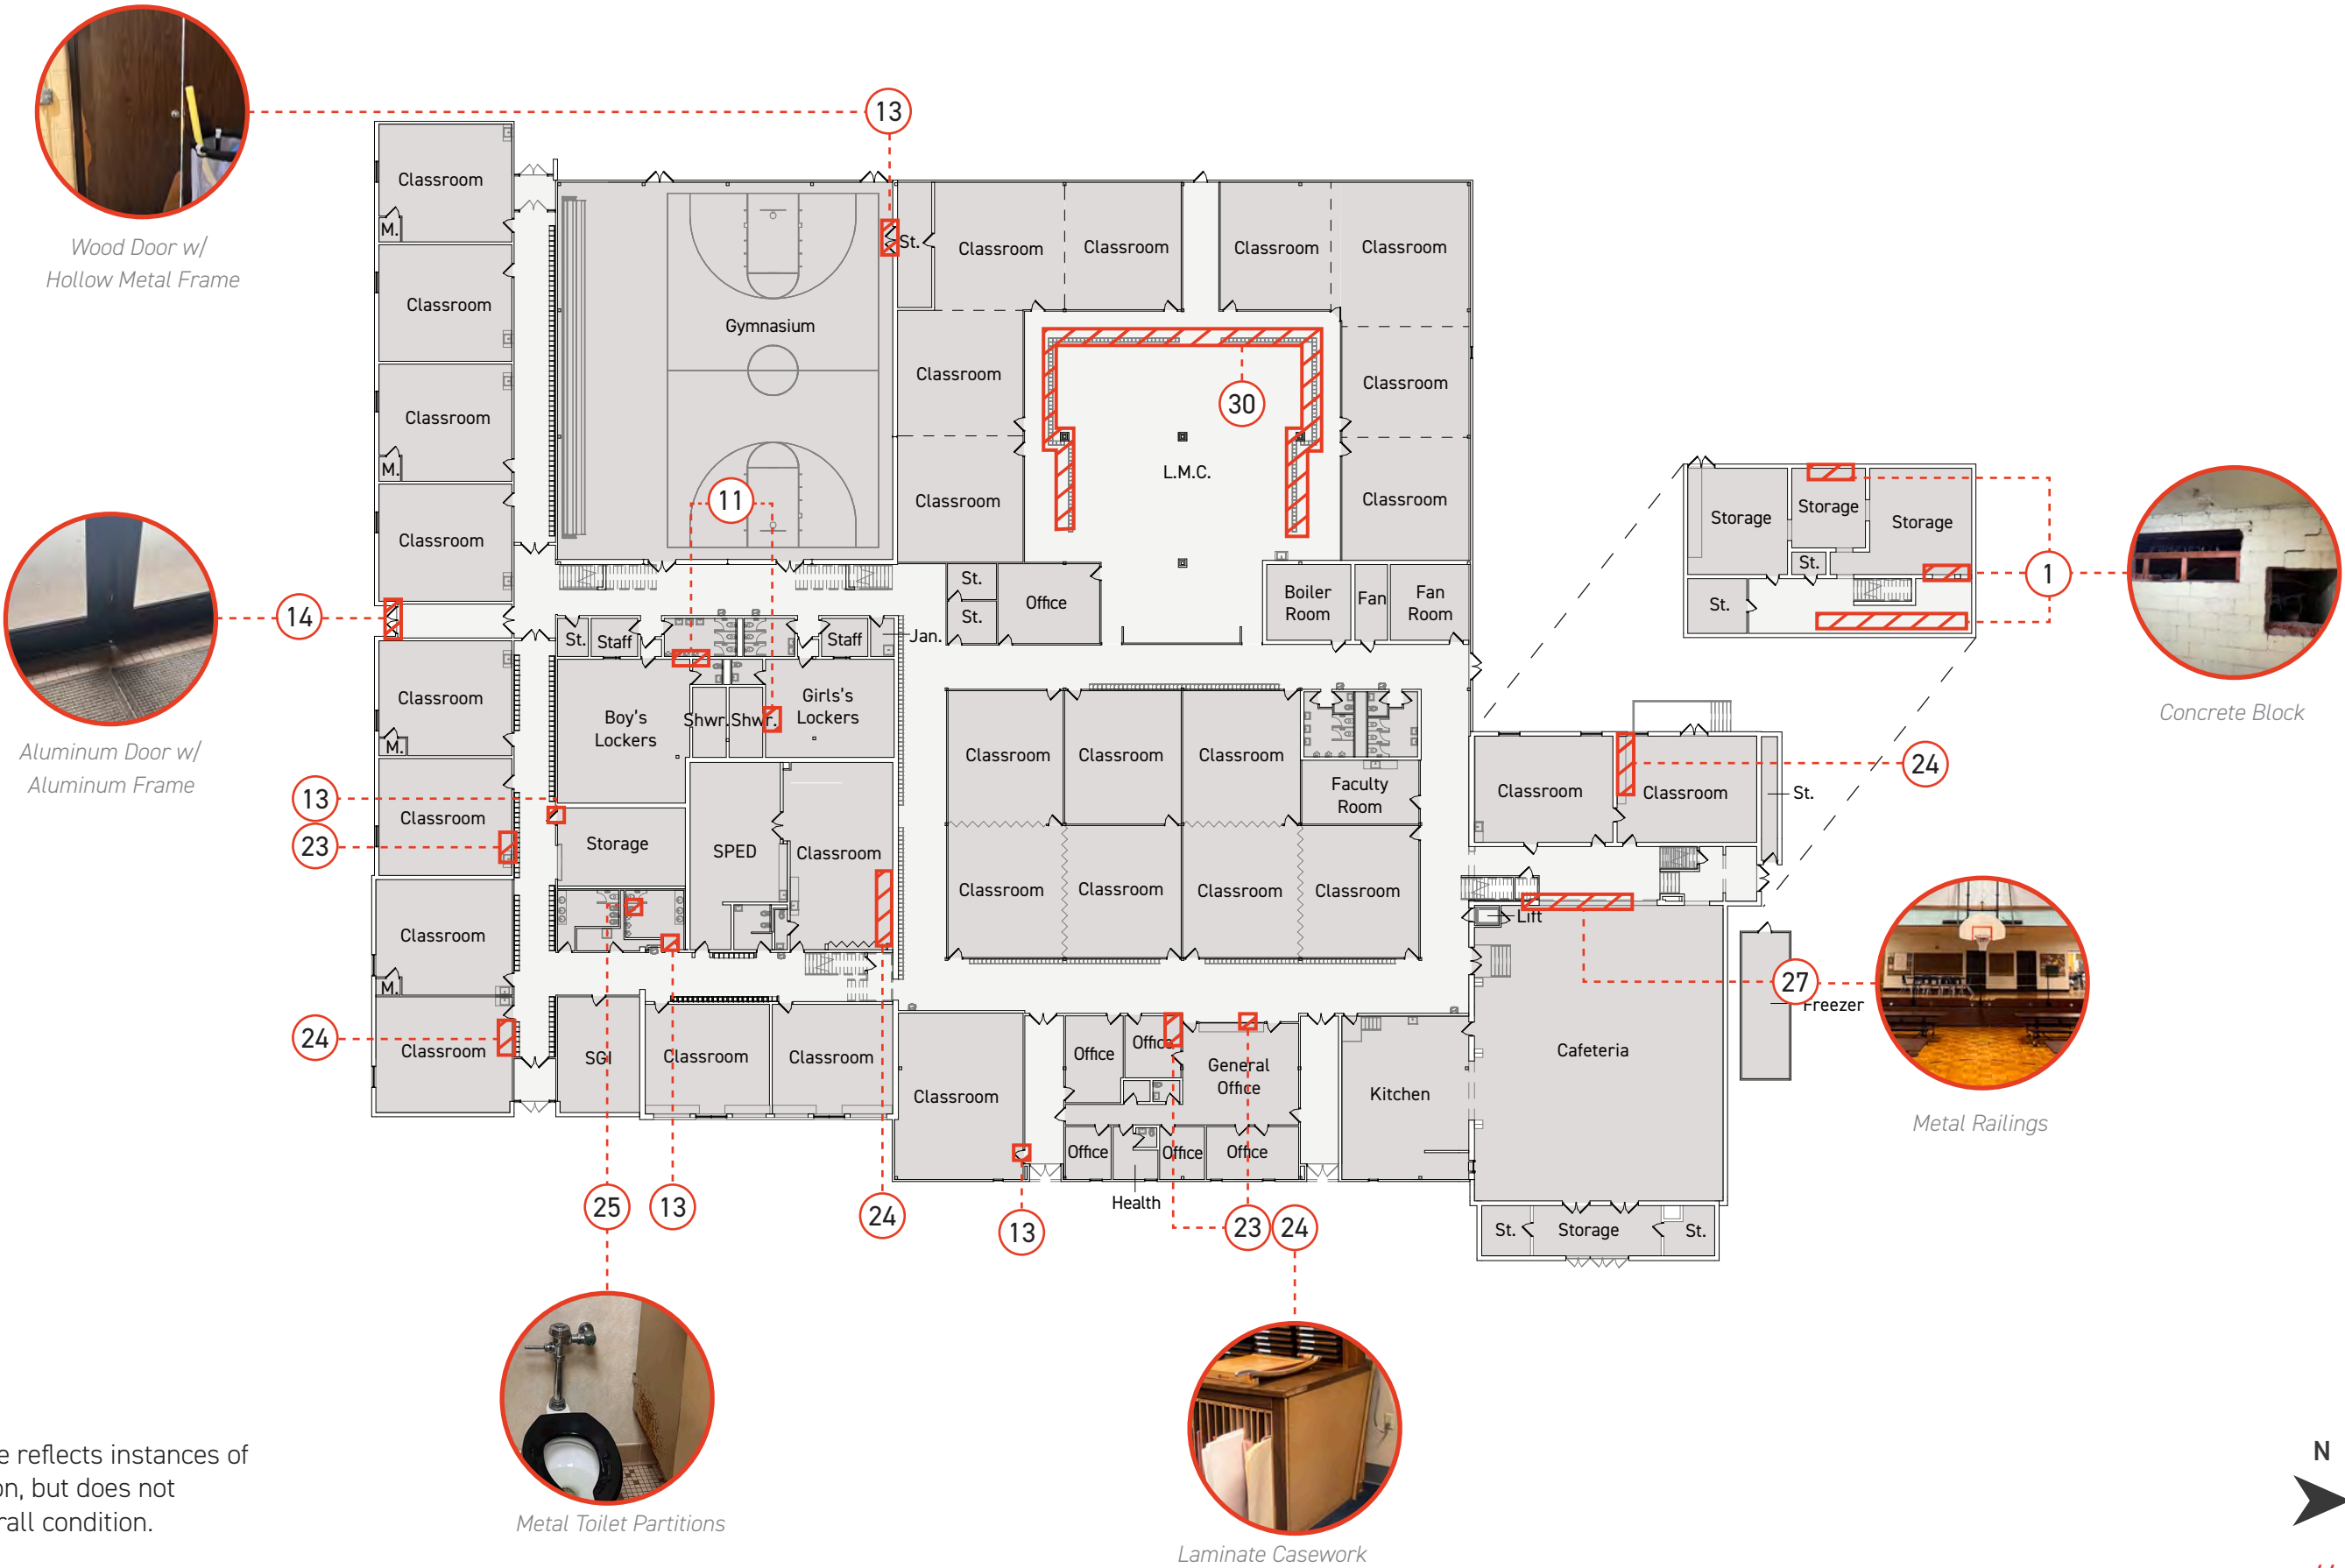 13
Wood Door w/
Hollow Metal Frame
Classroom
M.
Classroom
Classroom
M.
Classroom
Gymnasium
St.
Classroom
Classroom
Classroom
Classroom
Classroom
Classroom
Classroom
Classroom
30
L.M.C.
11
Storage
Storage
Storage
St.
St.
1
Concrete Block
14
Aluminum Door w/
Aluminum Frame
St.
Staff
Staff
Jan.
St.
St.
Office
Boiler
Room
Fan
Fan
Room
Classroom
M.
Boy's
Lockers
Shwr.
Shwr.
Girls's
Lockers
Classroom
Classroom
Classroom
Faculty
Room
Classroom
Classroom
St.
24
13
23
Classroom
Storage
SPED
Classroom
Classroom
Classroom
Classroom
Classroom
Classroom
M.
Lift
27
Freezer
Metal Railings
24
Classroom
SGI
Classroom
Classroom
Classroom
Office
Office
General
Office
Kitchen
Cafeteria
Office
Office
Office
Health
St.
Storage
St.
25
13
24
13
23
24
Metal Toilet Partitions
Laminate Casework
e reflects instances of
on, but does not
rall condition.
N